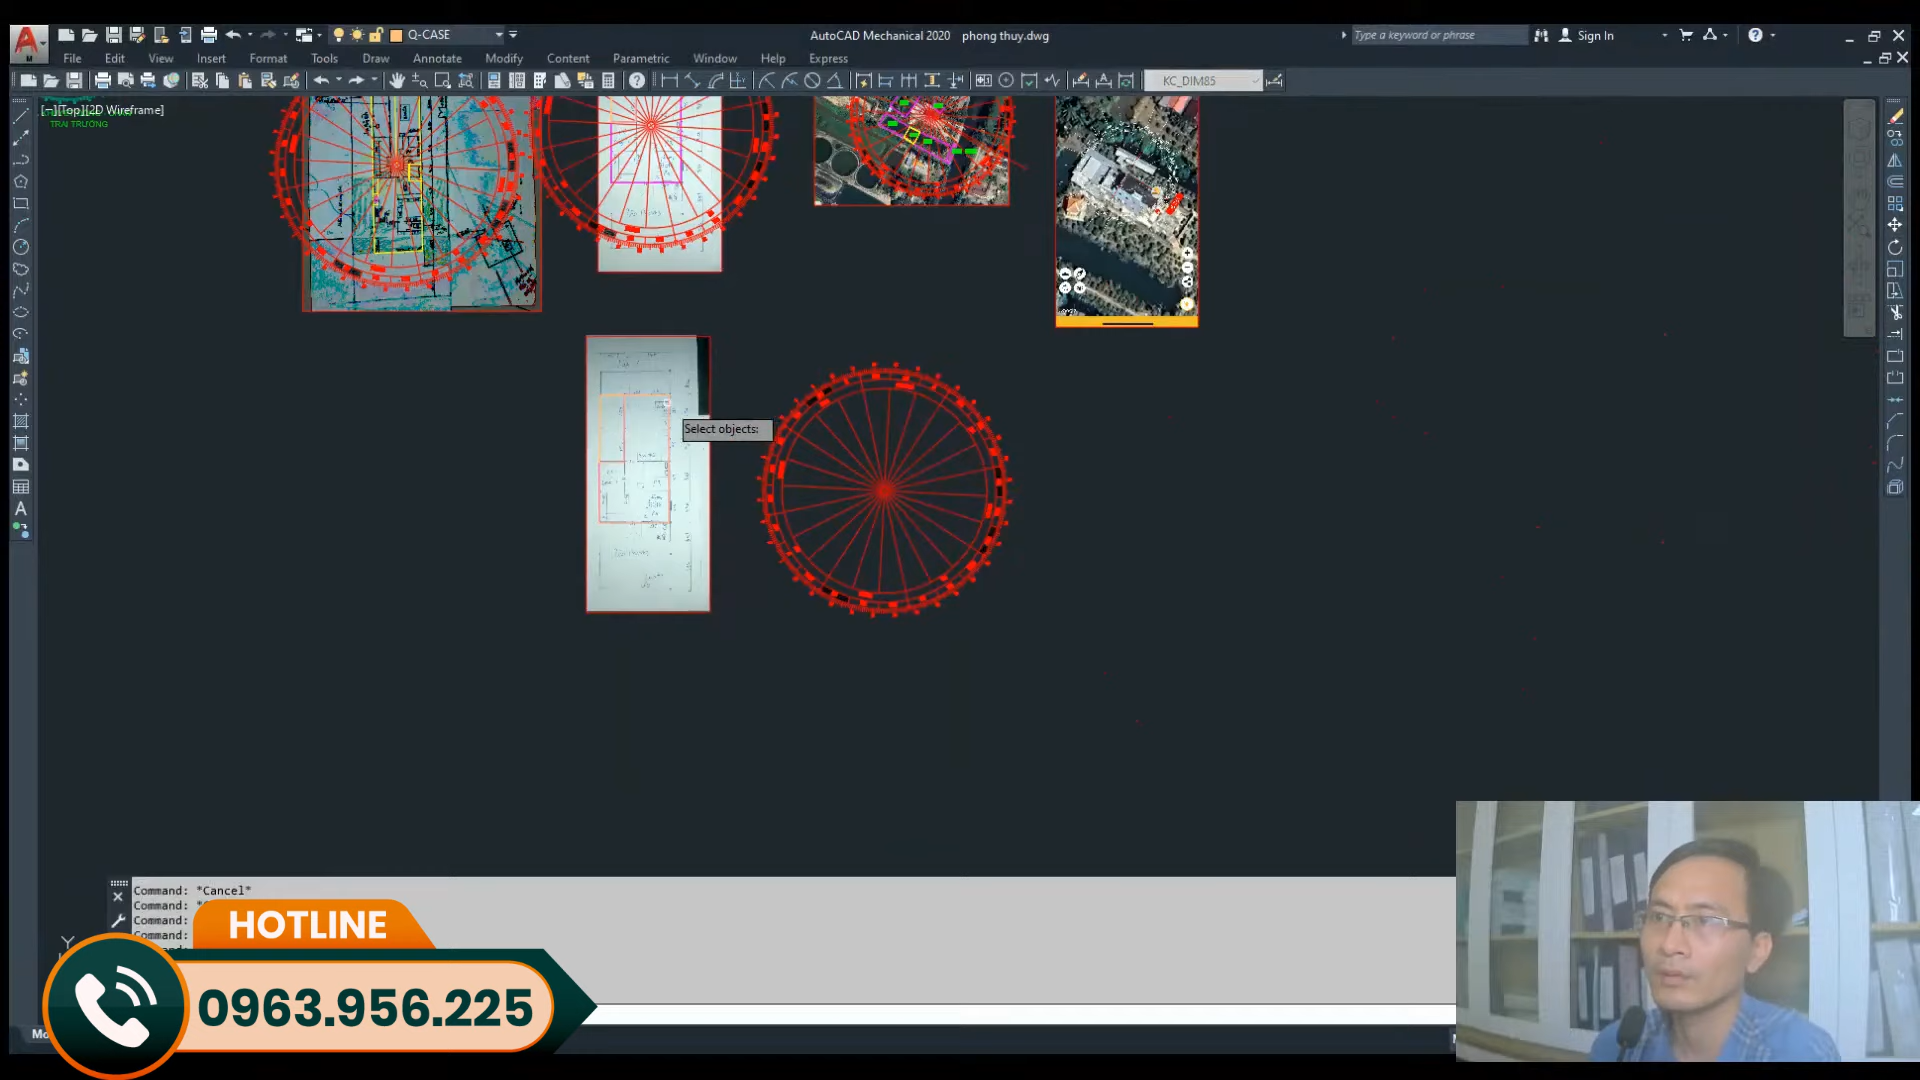 Q-CASE
AutoCAD Mechanical 2020 phong thuy.dwg
Type a keyword or phrase
Sign In
File Edit View Insert Format Tools Draw Annotate Modify Content Parametric Window Help Express
KC_DIM85
[−][Top][2D Wireframe]
TRAI TRƯỜNG
Select objects:
Command: *Cancel*
Command:
Command:
Command:
HOTLINE
0963.956.225